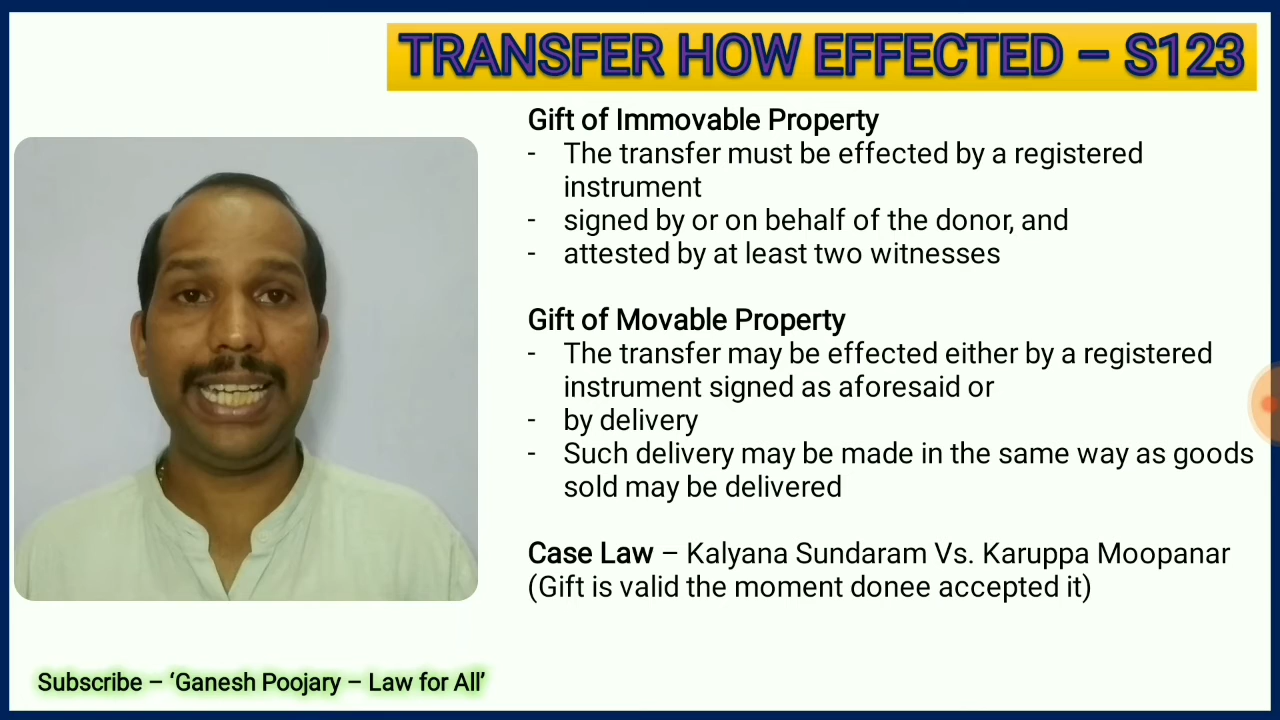 TRANSFER HOW EFFECTED – S123
Gift of Immovable Property
- The transfer must be effected by a registered
instrument
- signed by or on behalf of the donor, and
- attested by at least two witnesses
Gift of Movable Property
- The transfer may be effected either by a registered
instrument signed as aforesaid or
- by delivery
- Such delivery may be made in the same way as goods
sold may be delivered
Case Law – Kalyana Sundaram Vs. Karuppa Moopanar
(Gift is valid the moment donee accepted it)
Subscribe – ‘Ganesh Poojary – Law for All’